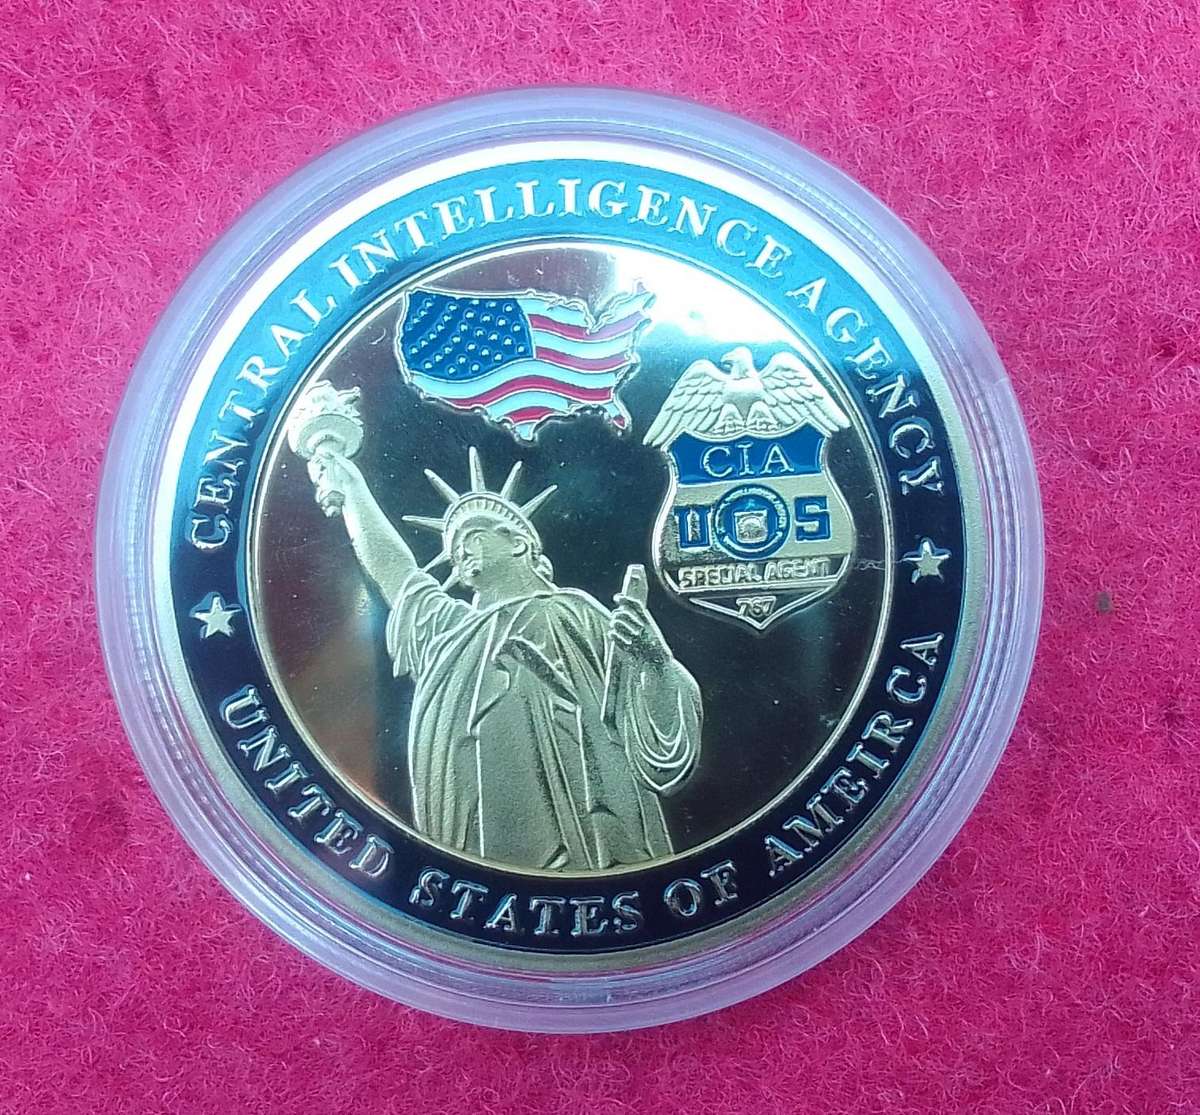 CENTRAL INTELLIGENCE AGENCY
CIA
US
SPECIAL AGENT
767
UNITED STATES OF AMEIRCA